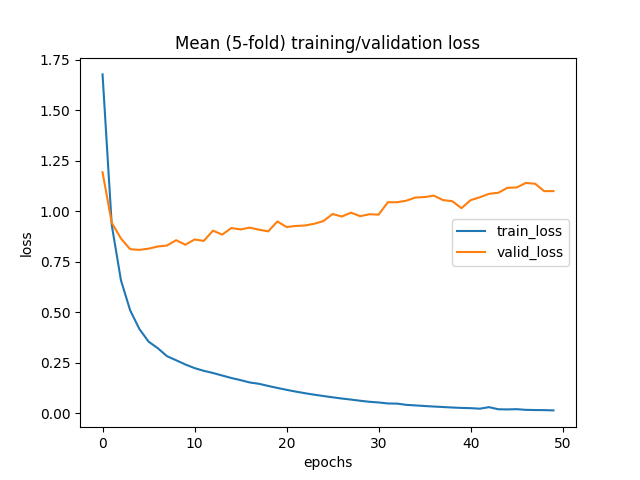 Mean (5-fold) training/validation loss
loss
1.75
1.50
1.25
1.00
0.75
0.50
0.25
0.00
train_loss
valid_loss
0 10 20 30 40 50
epochs